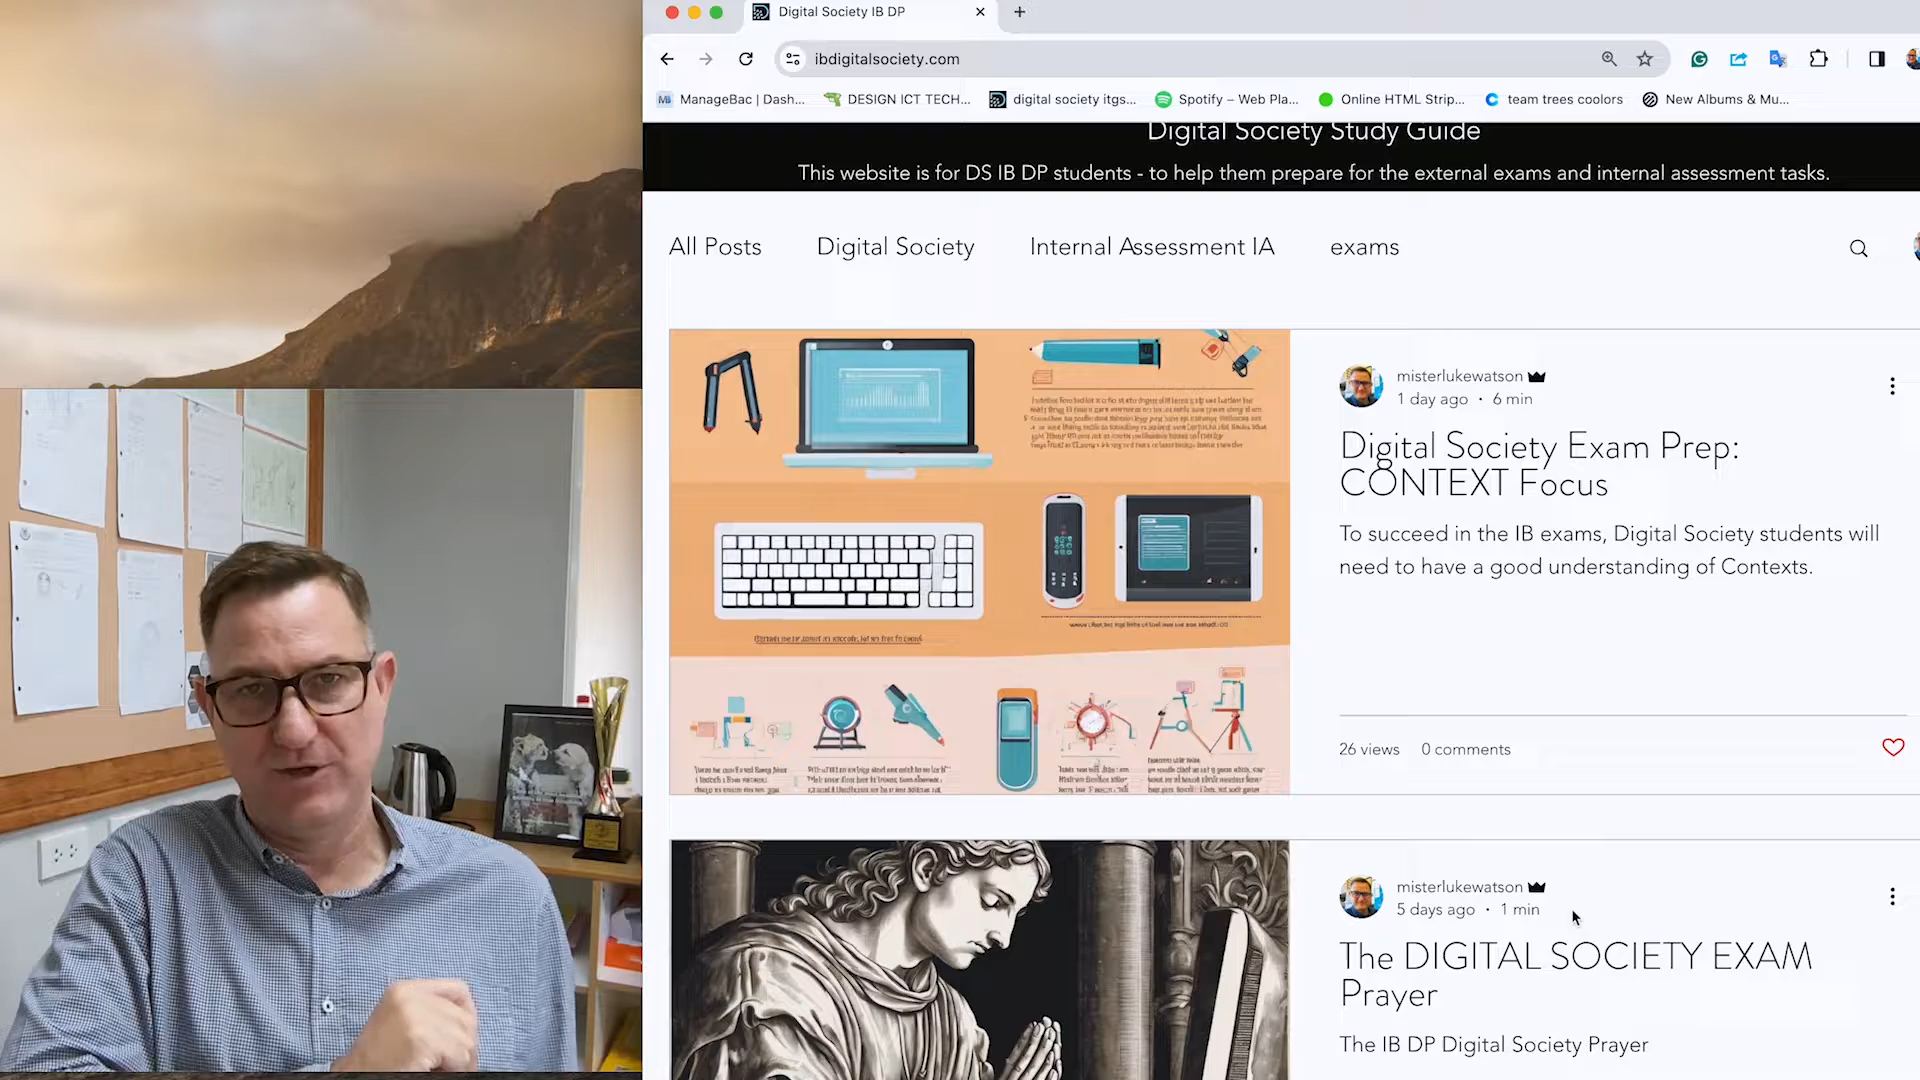 Digital Society IB DP
ibdigitalsociety.com
ManageBac | Dash...
DESIGN ICT TECH...
digital society itgs...
Spotify – Web Pla...
Online HTML Strip...
team trees coolors
New Albums & Mu...
Digital Society Study Guide
This website is for DS IB DP students - to help them prepare for the external exams and internal assessment tasks.
All Posts
Digital Society
Internal Assessment IA
exams
misterlukewatson
1 day ago · 6 min
Digital Society Exam Prep:
CONTEXT Focus
To succeed in the IB exams, Digital Society students will
need to have a good understanding of Contexts.
26 views
0 comments
misterlukewatson
5 days ago · 1 min
The DIGITAL SOCIETY EXAM
Prayer
The IB DP Digital Society Prayer